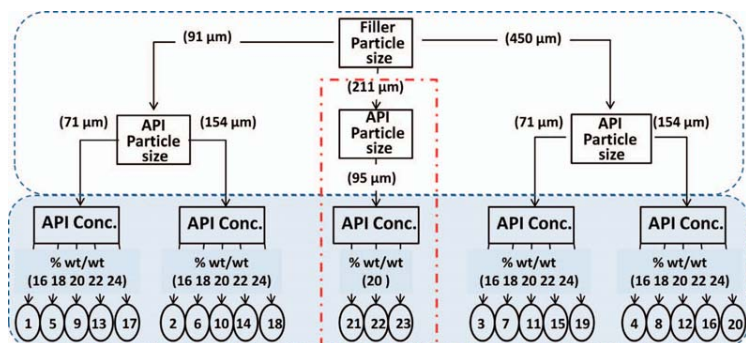 Filler
Particle
size
(91 µm)
(450 µm)
(211 µm)
(71 µm)
API
Particle
size
(154 µm)
API
Particle
size
(71 µm)
API
Particle
size
(154 µm)
(95 µm)
API Conc.
API Conc.
API Conc.
API Conc.
API Conc.
% wt/wt
(16 18 20 22 24)
% wt/wt
(16 18 20 22 24)
% wt/wt
(20 )
% wt/wt
(16 18 20 22 24)
% wt/wt
(16 18 20 22 24)
1 5 9 13 17
2 6 10 14 18
21 22 23
3 7 11 15 19
4 8 12 16 20